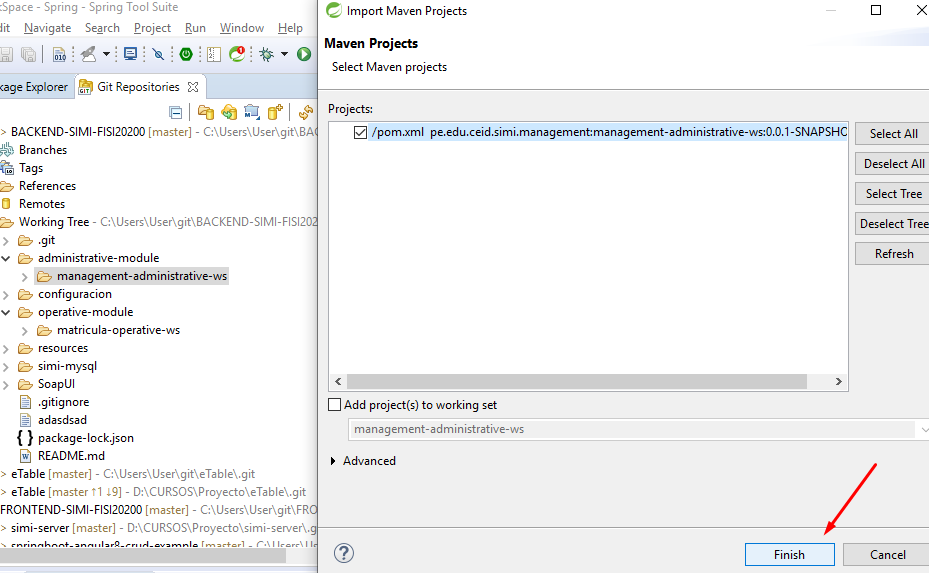 kSpace - Spring - Spring Tool Suite
dit Navigate Search Project Run Window Help
kage Explorer Git Repositories
> BACKEND-SIMI-FISI20200 [master] - C:\Users\User\git\BACK
Branches
Tags
References
Remotes
Working Tree - C:\Users\User\git\BACKEND-SIMI-FISI202
.git
administrative-module
management-administrative-ws
configuracion
operative-module
matricula-operative-ws
resources
simi-mysql
SoapUI
.gitignore
adasdsad
package-lock.json
README.md
> eTable [master] - C:\Users\User\git\eTable\.git
> eTable [master ↑1 ↓9] - D:\CURSOS\Proyecto\eTable\.git
FRONTEND-SIMI-FISI20200 [master] - C:\Users\User\git\FRO
> simi-server [master] - D:\CURSOS\Proyecto\simi-server\.g
> springboot-angular8-crud-example [master] - C:\Users\Us
Import Maven Projects
Maven Projects
Select Maven projects
Projects:
/pom.xml pe.edu.ceid.simi.management:management-administrative-ws:0.0.1-SNAPSHO
Select All
Deselect All
Select Tree
Deselect Tree
Refresh
Add project(s) to working set
management-administrative-ws
Advanced
Finish
Cancel